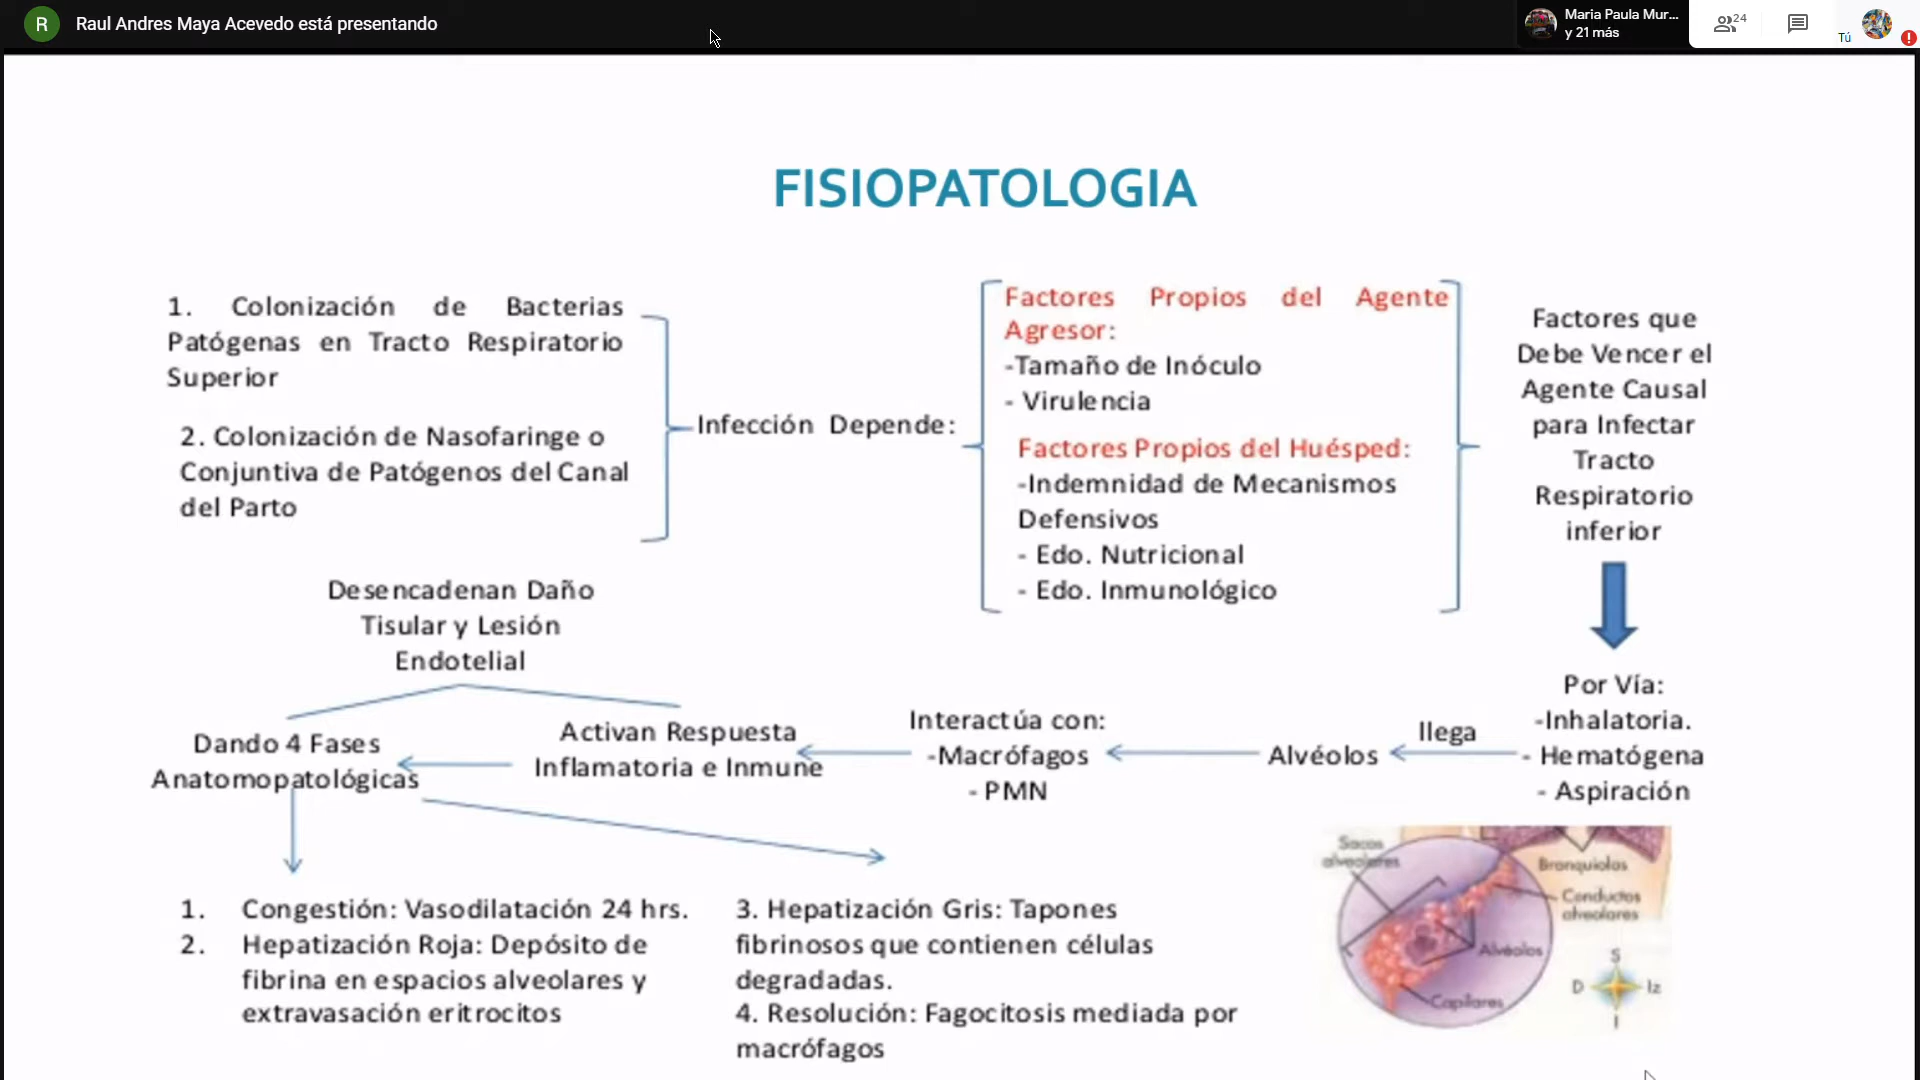 R
Raul Andres Maya Acevedo está presentando
Maria Paula Mur...
y 21 más
24
Tú
FISIOPATOLOGIA
1. Colonización de Bacterias
Patógenas en Tracto Respiratorio
Superior
2. Colonización de Nasofaringe o
Conjuntiva de Patógenos del Canal
del Parto
Infección Depende:
Factores Propios del Agente
Agresor:
-Tamaño de Inóculo
- Virulencia
Factores Propios del Huésped:
-Indemnidad de Mecanismos
Defensivos
- Edo. Nutricional
- Edo. Inmunológico
Factores que
Debe Vencer el
Agente Causal
para Infectar
Tracto
Respiratorio
inferior
Por Vía:
-Inhalatoria.
- Hematógena
- Aspiración
llega
Alvéolos
Interactúa con:
-Macrófagos
- PMN
Activan Respuesta
Inflamatoria e Inmune
Desencadenan Daño
Tisular y Lesión
Endotelial
Dando 4 Fases
Anatomopatológicas
1. Congestión: Vasodilatación 24 hrs.
2. Hepatización Roja: Depósito de
fibrina en espacios alveolares y
extravasación eritrocitos
3. Hepatización Gris: Tapones
fibrinosos que contienen células
degradadas.
4. Resolución: Fagocitosis mediada por
macrófagos
Sacos
alveolares
Bronquiolos
Conductos
alveolares
Alvéolos
Capilares
S
D
Iz
I